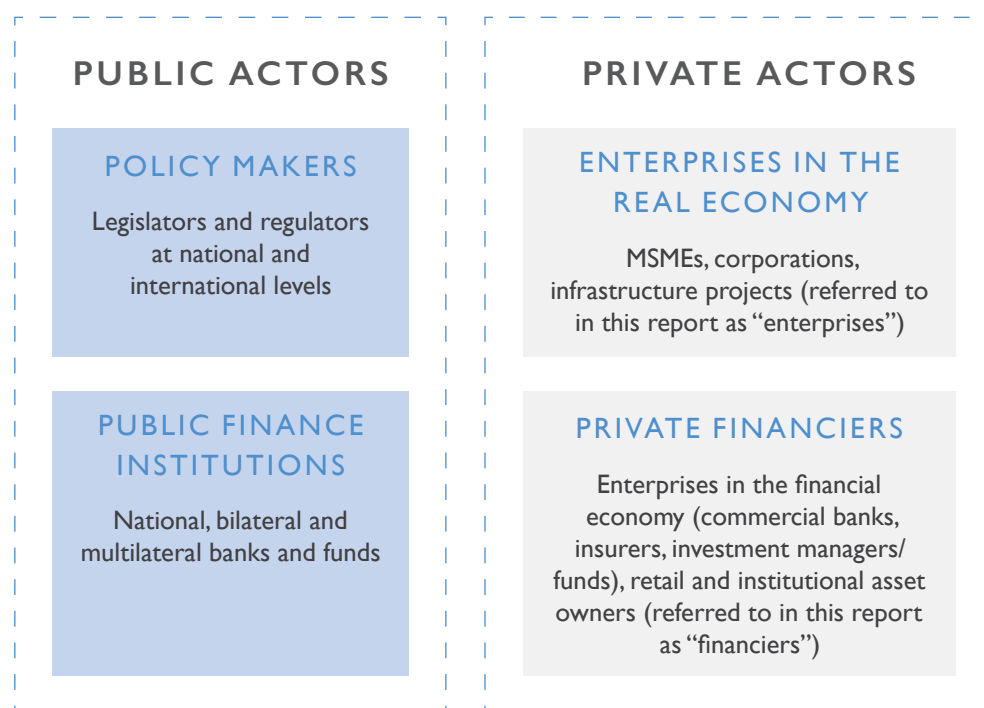 PUBLIC ACTORS
POLICY MAKERS
Legislators and regulators
at national and
international levels
PUBLIC FINANCE
INSTITUTIONS
National, bilateral and
multilateral banks and funds
PRIVATE ACTORS
ENTERPRISES IN THE
REAL ECONOMY
MSMEs, corporations,
infrastructure projects (referred to
in this report as “enterprises”)
PRIVATE FINANCIERS
Enterprises in the financial
economy (commercial banks,
insurers, investment managers/
funds), retail and institutional asset
owners (referred to in this report
as “financiers”)